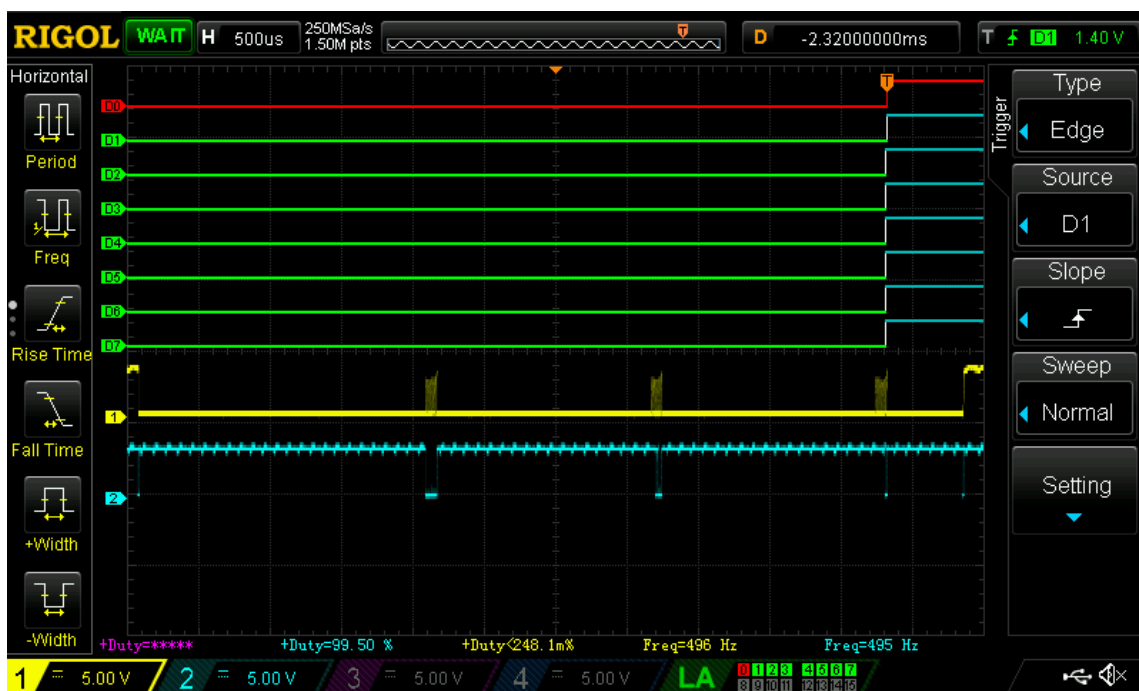 RIGOL WAIT H 500us 250MSa/s 1.50M pts T D -2.32000000ms T D1 1.40 V
Horizontal
Period
Freq
Rise Time
Fall Time
+Width
-Width
D0
D1
D2
D3
D4
D5
D6
D7
1
2
T
Trigger
Type
Edge
Source
D1
Slope
Sweep
Normal
Setting
+Duty=***** +Duty=99.50 % +Duty<248.1m% Freq=496 Hz Freq=495 Hz
1 5.00 V 2 5.00 V 3 5.00 V 4 5.00 V LA 0 1 2 3 4 5 6 7
8 9 10 11 12 13 14 15